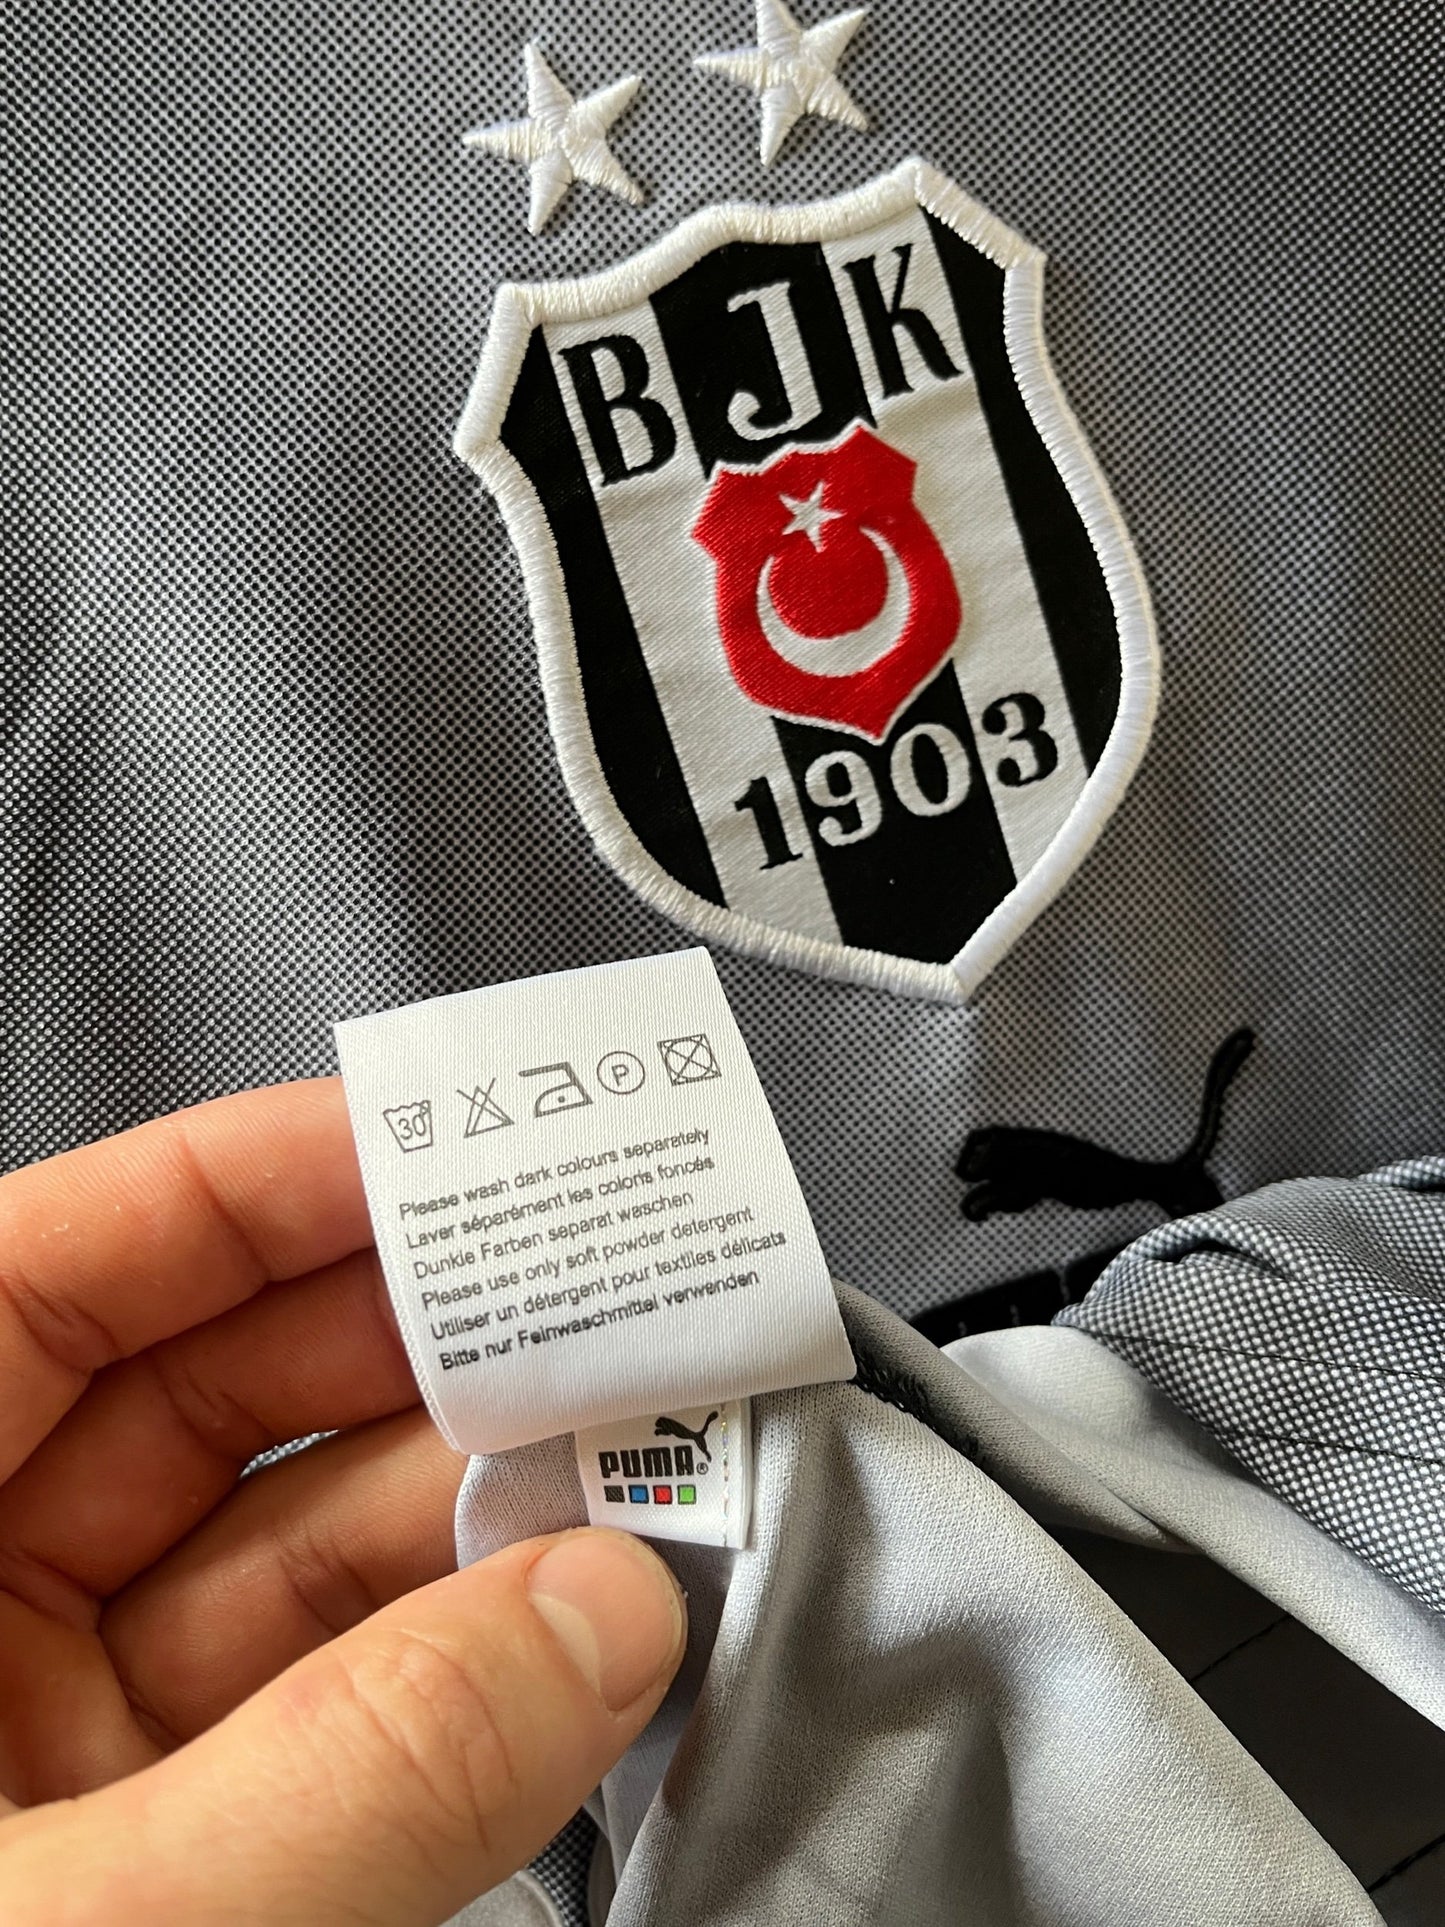 BJK
1903
30
P
Please wash dark colours separately
Laver séparément les colons foncés
Dunkle Farben separat waschen
Please use only soft powder detergent
Utiliser un détergent pour textiles délicats
Bitte nur Feinwaschmittel verwenden
PUMA®